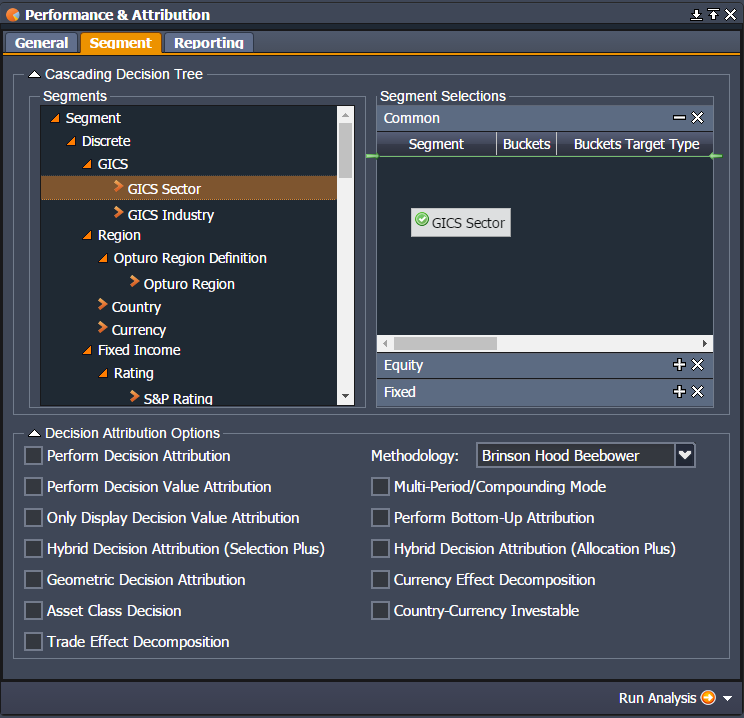 Performance & Attribution
General Segment Reporting
Cascading Decision Tree
Segments
Segment
Discrete
GICS
GICS Sector
GICS Industry
Region
Opturo Region Definition
Opturo Region
Country
Currency
Fixed Income
Rating
S&P Rating
Segment Selections
Common
Segment Buckets Buckets Target Type
GICS Sector
Equity
Fixed
Decision Attribution Options
Perform Decision Attribution Methodology: Brinson Hood Beebower
Perform Decision Value Attribution Multi-Period/Compounding Mode
Only Display Decision Value Attribution Perform Bottom-Up Attribution
Hybrid Decision Attribution (Selection Plus) Hybrid Decision Attribution (Allocation Plus)
Geometric Decision Attribution Currency Effect Decomposition
Asset Class Decision Country-Currency Investable
Trade Effect Decomposition
Run Analysis